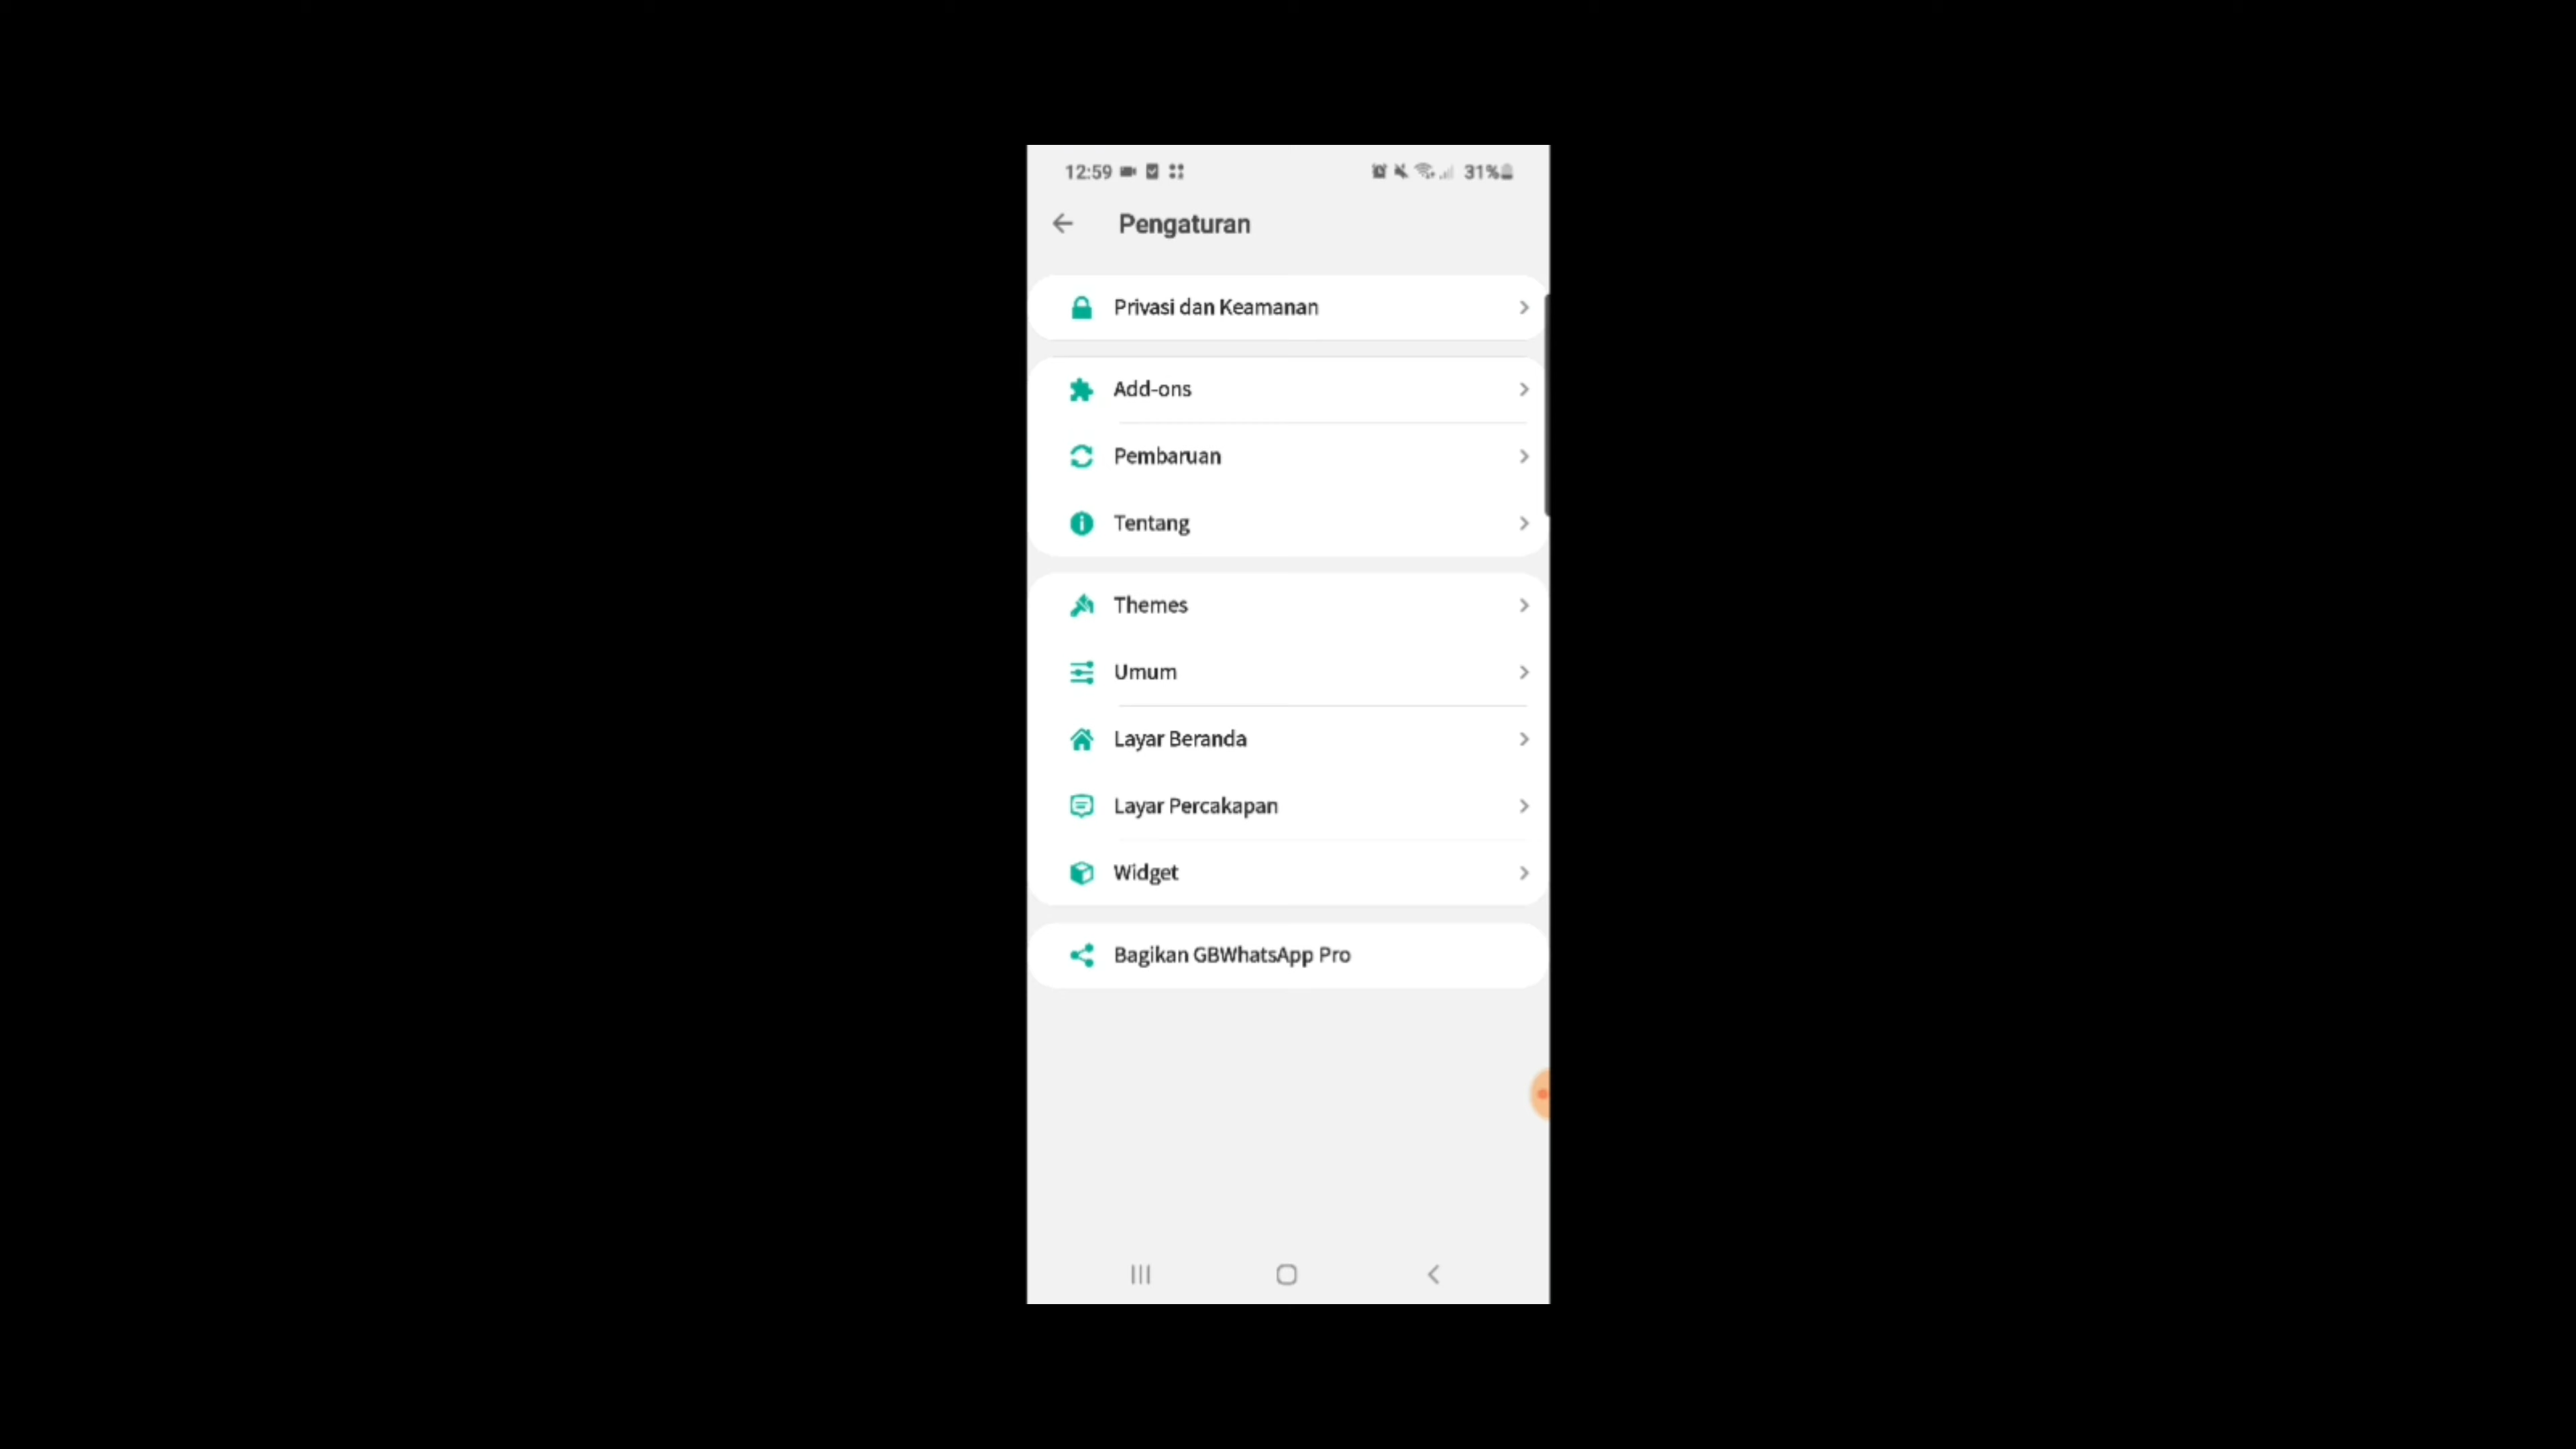 12:59 31%
Pengaturan
Privasi dan Keamanan
Add-ons
Pembaruan
Tentang
Themes
Umum
Layar Beranda
Layar Percakapan
Widget
Bagikan GBWhatsApp Pro